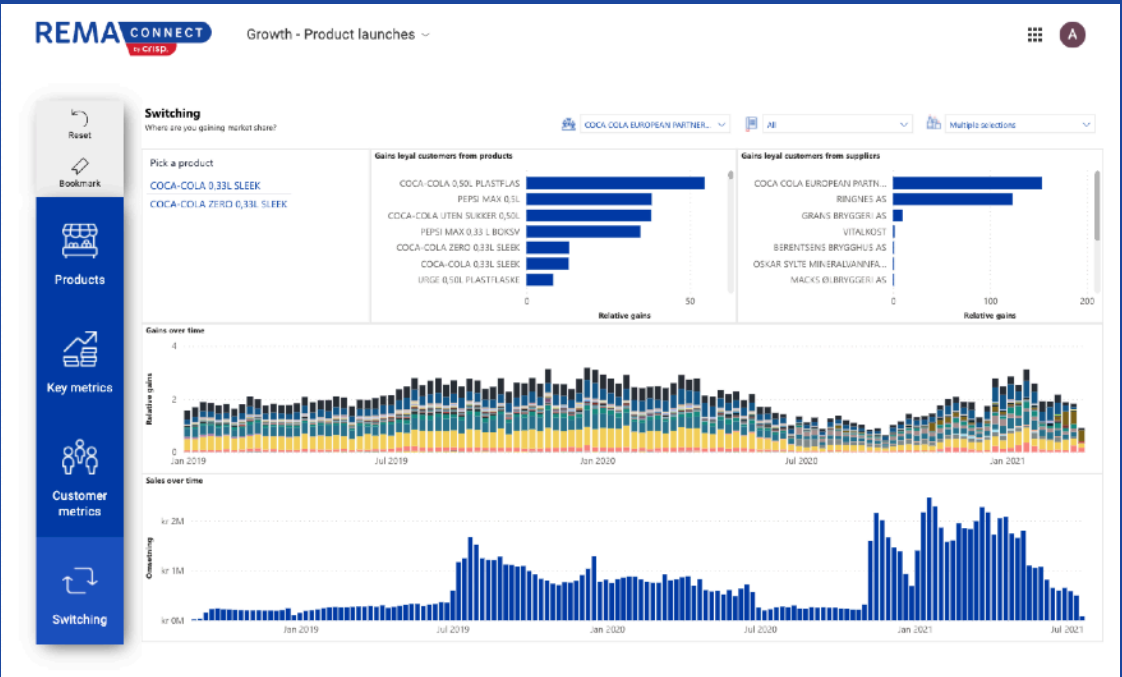 REMA CONNECT
by crisp.
Growth - Product launches
A
Reset
Bookmark
Products
Key metrics
Customer
metrics
Switching
Switching
Where are you gaining market share?
COCA COLA EUROPEAN PARTNER...
All
Multiple selections
Pick a product
COCA-COLA 0,33L SLEEK
COCA-COLA ZERO 0,33L SLEEK
Gains loyal customers from products
COCA-COLA 0,50L PLASTFLAS
PEPSI MAX 0,5L
COCA-COLA UTEN SUKKER 0,50L
PEPSI MAX 0,33 L BOKSV
COCA-COLA ZERO 0,33L SLEEK
COCA-COLA 0,33L SLEEK
URGE 0,50L PLASTFLASKE
0 50
Relative gains
Gains loyal customers from suppliers
COCA COLA EUROPEAN PARTN...
RINGNES AS
GRANS BRYGGERI AS
VITALKOST
BERENTSENS BRYGGHUS AS
OSKAR SYLTE MINERALVANNFA...
MACKS ØLBRYGGERI AS
0 100 200
Relative gains
Gains over time
Relative gains
4
2
0
Jan 2019 Jul 2019 Jan 2020 Jul 2020 Jan 2021
Sales over time
Omsetning
kr 2M
kr 1M
kr 0M
Jan 2019 Jul 2019 Jan 2020 Jul 2020 Jan 2021 Jul 2021